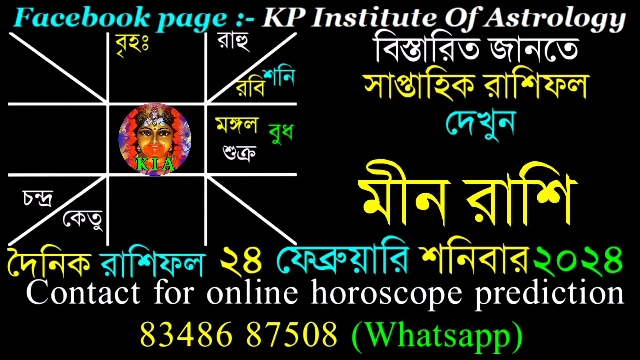 Facebook page :- KP Institute Of Astrology
বৃহঃ
রাহু
রবি শনি
মঙ্গল বুধ
শুক্র
KIA
চন্দ্র
কেতু
বিস্তারিত জানতে
সাপ্তাহিক রাশিফল
দেখুন
মীন রাশি
দৈনিক রাশিফল ২৪ ফেব্রুয়ারি শনিবার ২০২৪
Contact for online horoscope prediction
83486 87508 (Whatsapp)